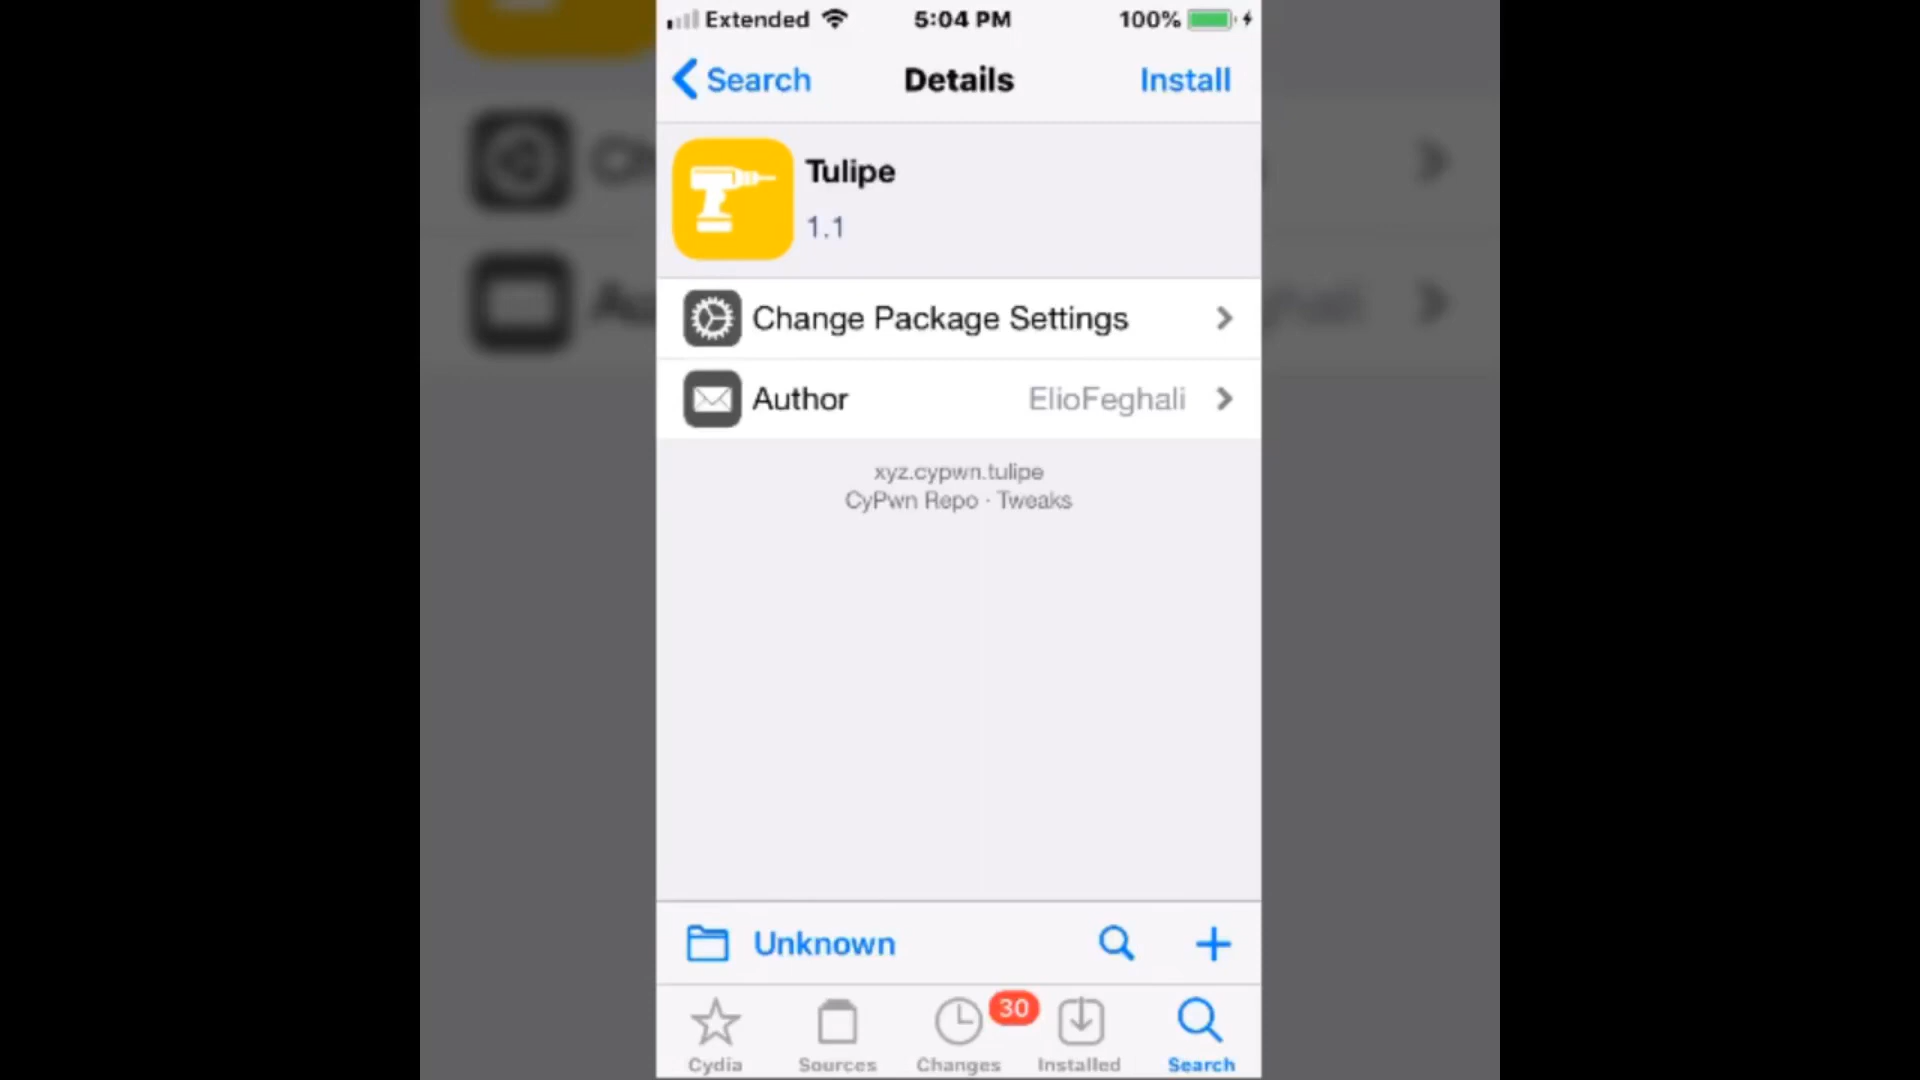 Extended 5:04 PM 100%
Search Details Install
Tulipe
1.1
Change Package Settings
Author ElioFeghali
xyz.cypwn.tulipe
CyPwn Repo · Tweaks
Unknown
30
Cydia Sources Changes Installed Search